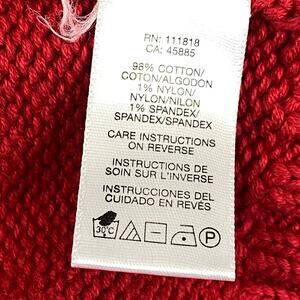 RN: 111818
CA: 45885
98% COTTON/
COTON/ALGODON
1% NYLON/
NYLON/NILON
1% SPANDEX/
SPANDEX/SPANDEX
CARE INSTRUCTIONS
ON REVERSE
INSTRUCTIONS DE
SOIN SUR L'INVERSE
INSTRUCCIONES DEL
CUIDADO EN REVÉS
30°C P